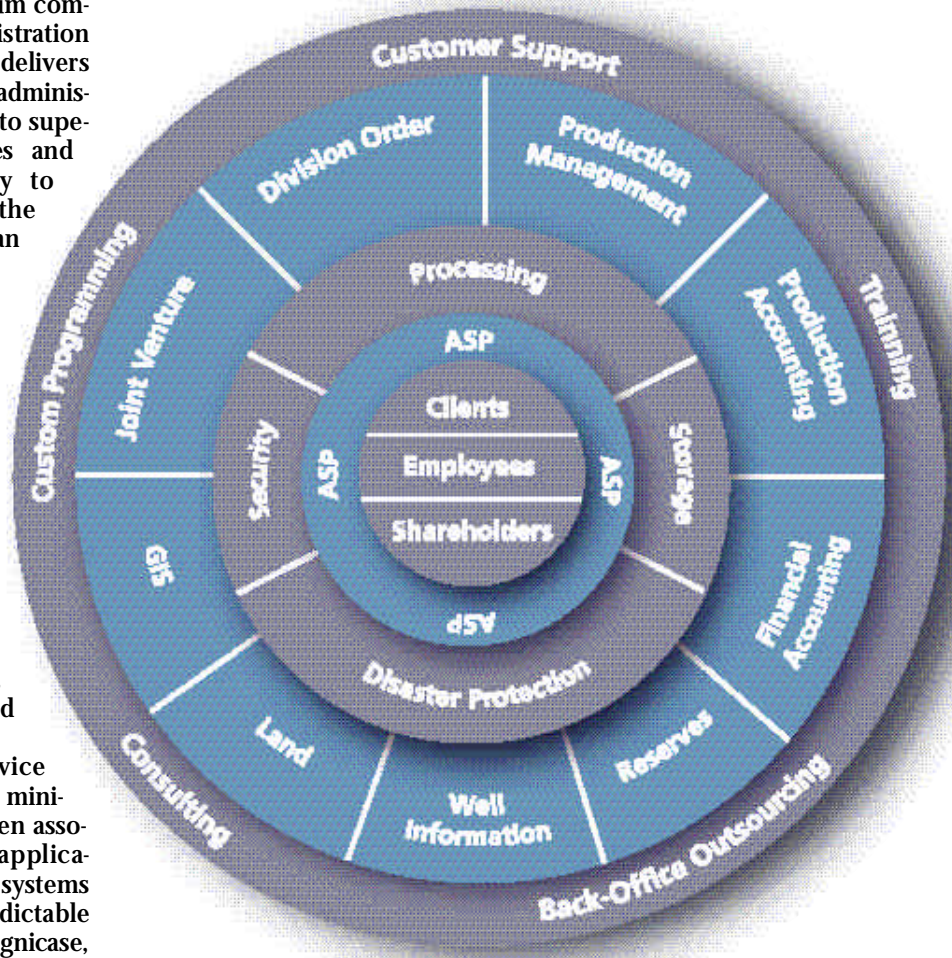 um com-
istration
delivers
adminis-
to supe-
es and
y to
the
an
d
vice
mini-
en asso-
applica-
systems
dictable
gnicase,
Customer Support
Trainning
Back-Office Outsourcing
Consulting
Custom Programming
Division Order
Production
Management
Production
Accounting
Financial
Accounting
Reserves
Well
Information
Land
GIS
Joint Venture
Processing
Storage
Disaster Protection
Security
ASP
ASP
ASP
ASP
Clients
Employees
Shareholders